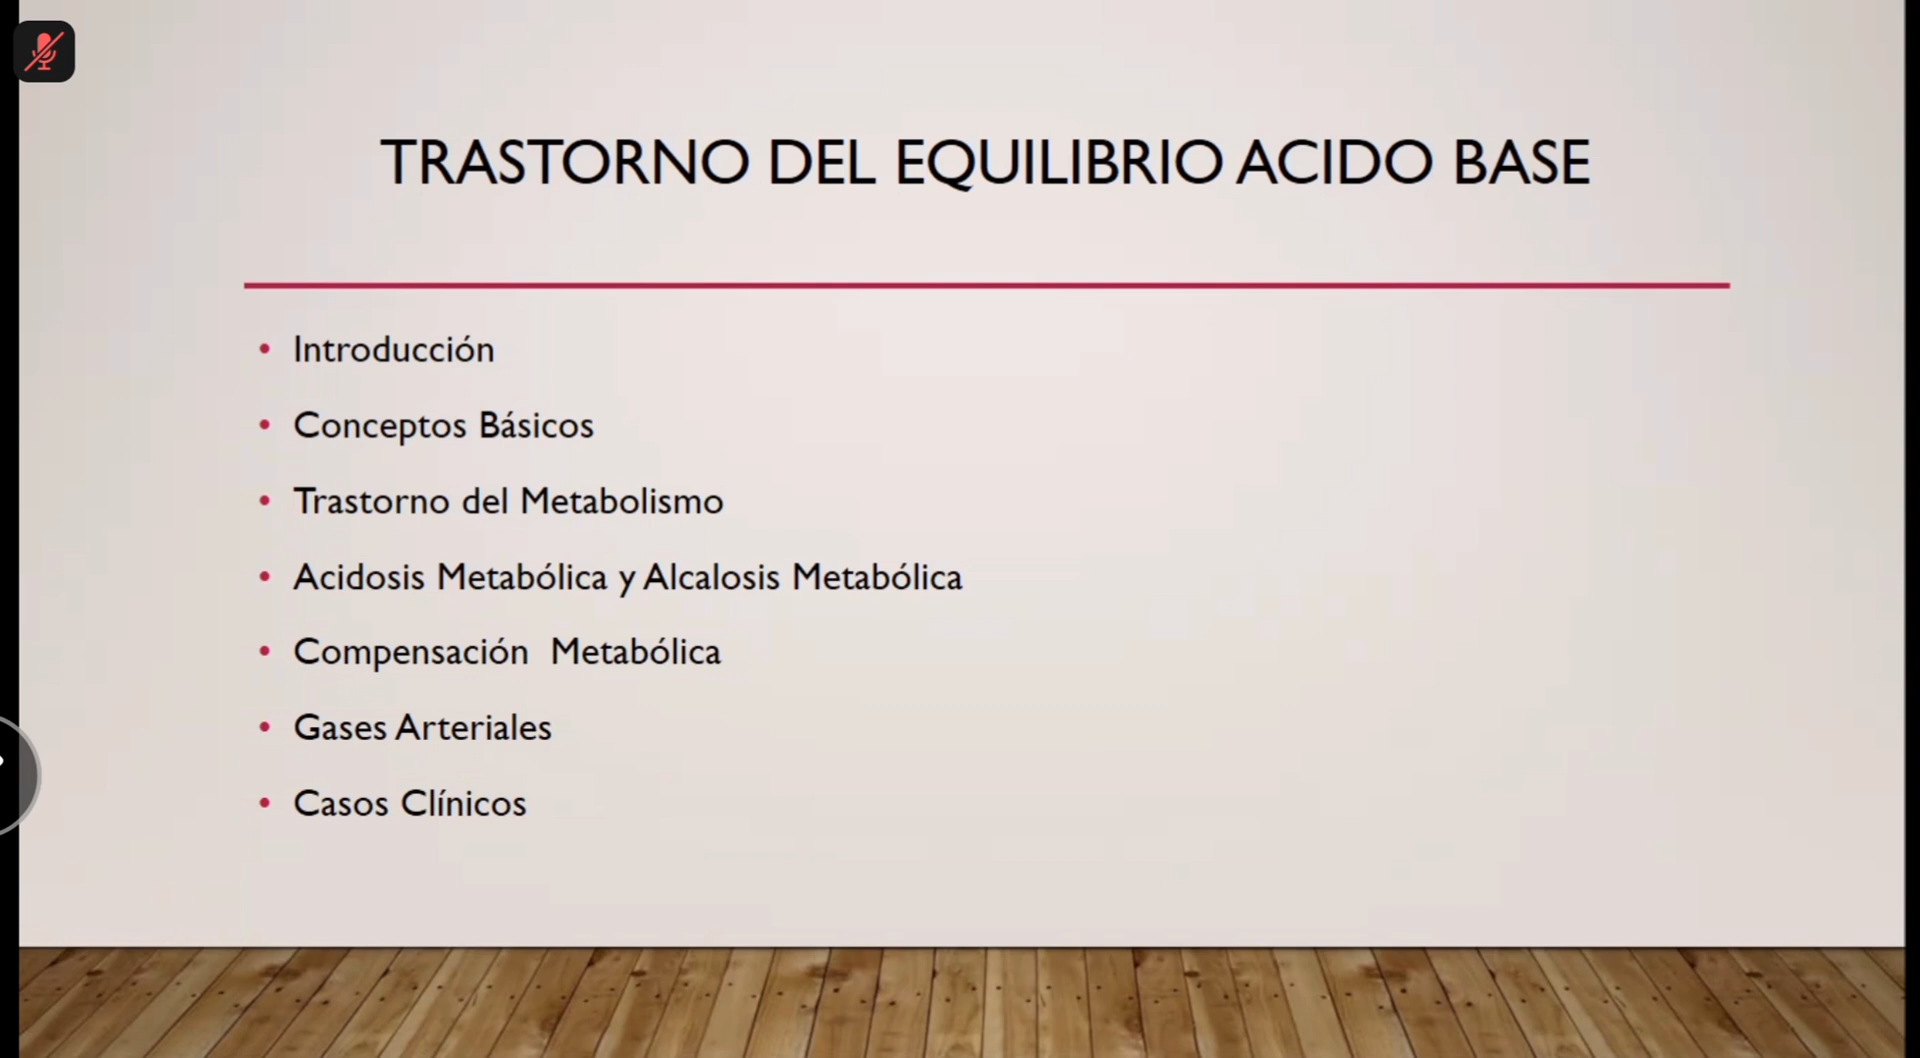 TRASTORNO DEL EQUILIBRIO ACIDO BASE
• Introducción
• Conceptos Básicos
• Trastorno del Metabolismo
• Acidosis Metabólica y Alcalosis Metabólica
• Compensación  Metabólica
• Gases Arteriales
• Casos Clínicos